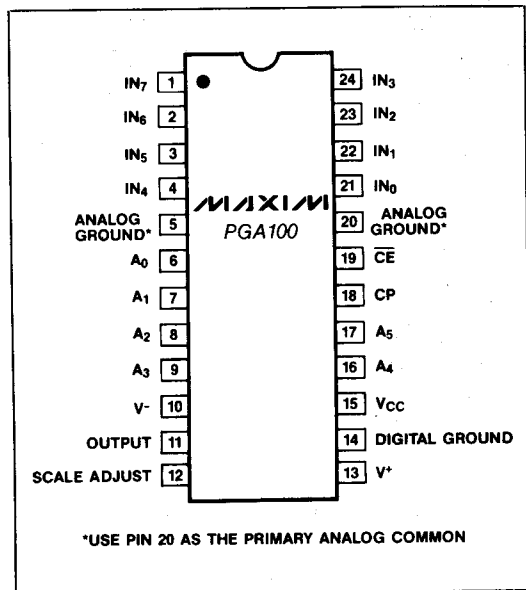 IN7 1 24 IN3
IN6 2 23 IN2
IN5 3 22 IN1
IN4 4 21 IN0
MAXIM
ANALOG GROUND* 5 PGA100 20 ANALOG GROUND*
A0 6 19 CE
A1 7 18 CP
A2 8 17 A5
A3 9 16 A4
V- 10 15 VCC
OUTPUT 11 14 DIGITAL GROUND
SCALE ADJUST 12 13 V+
*USE PIN 20 AS THE PRIMARY ANALOG COMMON